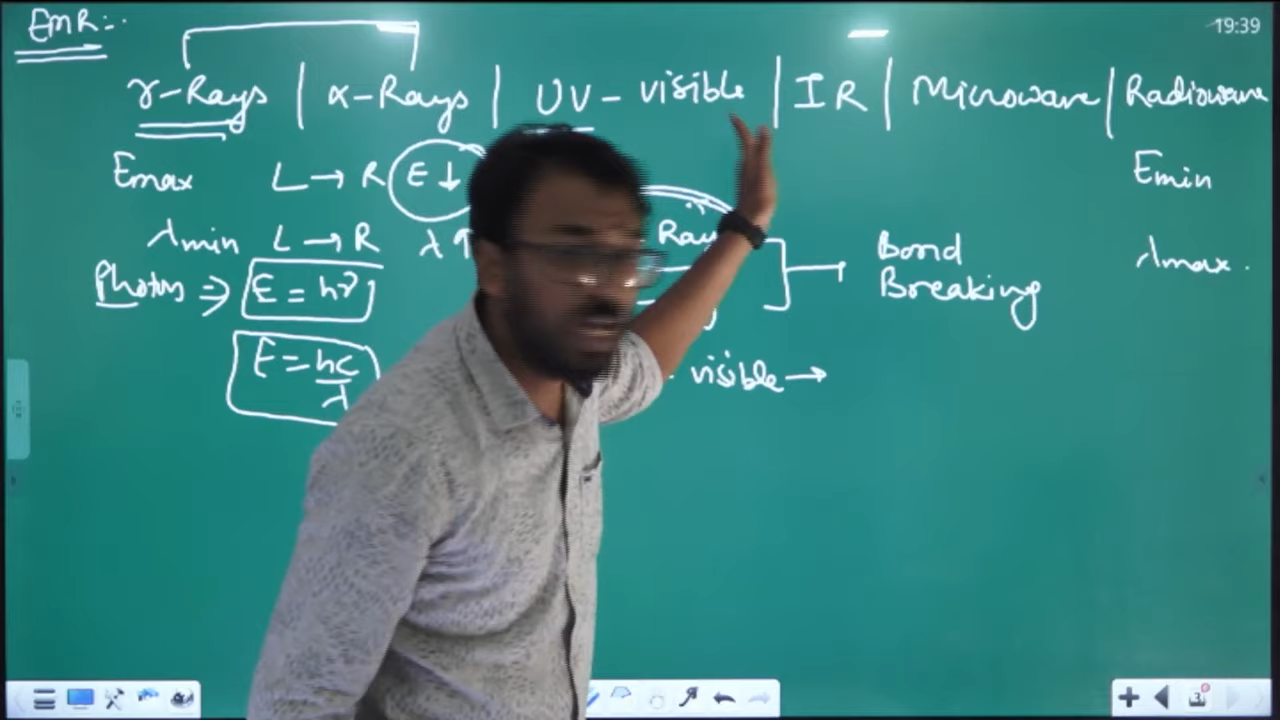 EMR:-
19:39
γ-Rays | x-Rays | UV - visible | IR | Microwave | Radiowave
Emax L → R E ↓ Emin
λmin L → R λ ↑ λmax.
Photons ⇒ E = hν Bond
Breaking
E = hc/λ visible →